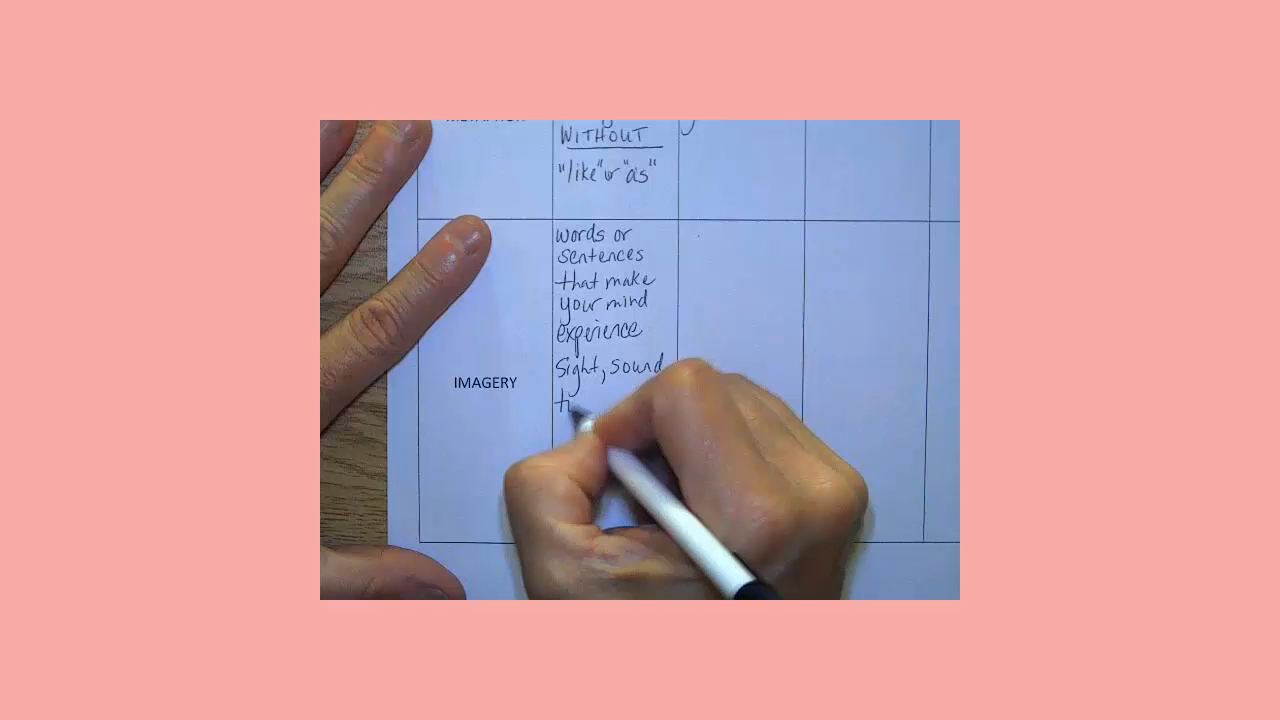 WITHOUT
"like" or "as"
IMAGERY
words or
sentences
that make
your mind
experience
sight, sound